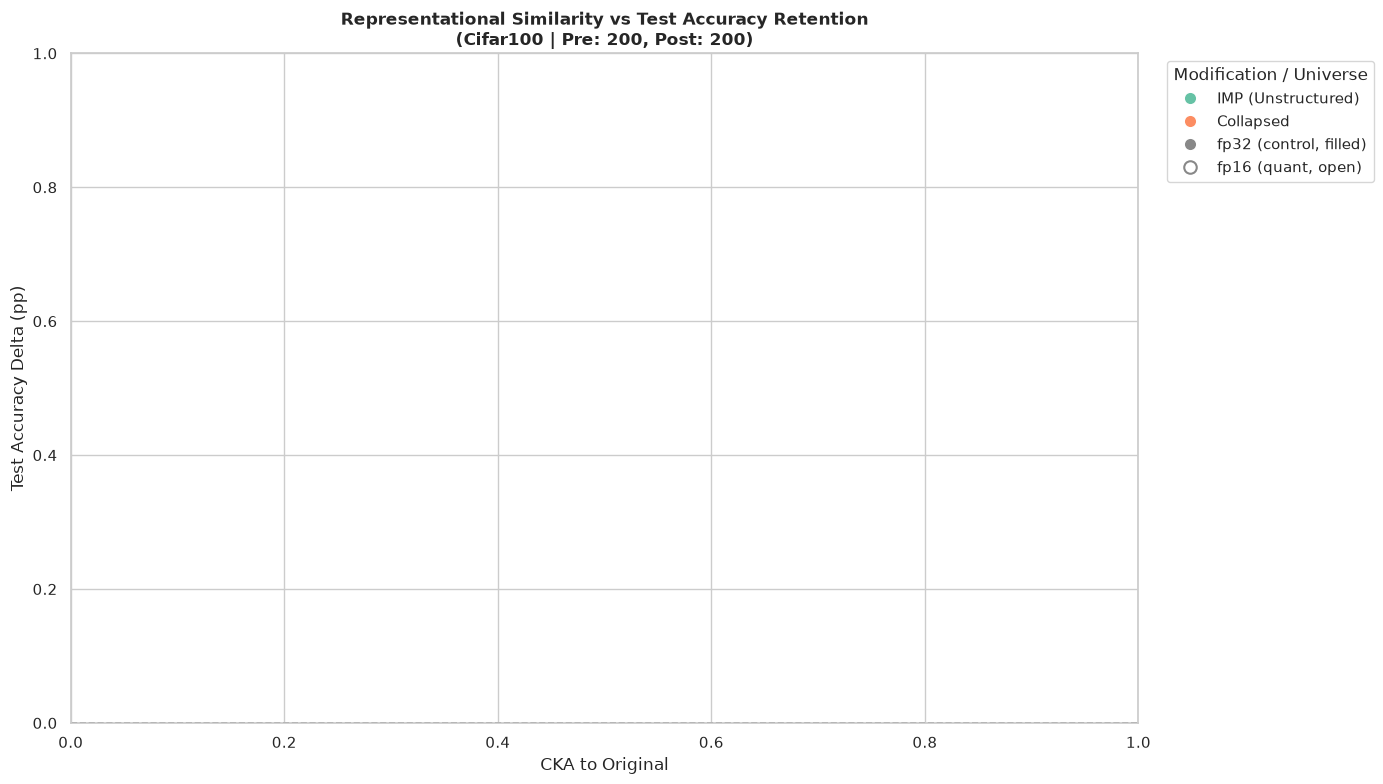 Representational Similarity vs Test Accuracy Retention
(Cifar100 | Pre: 200, Post: 200)
Test Accuracy Delta (pp)
1.0
0.8
0.6
0.4
0.2
0.0
0.0 0.2 0.4 0.6 0.8 1.0
CKA to Original
Modification / Universe
IMP (Unstructured)
Collapsed
fp32 (control, filled)
fp16 (quant, open)